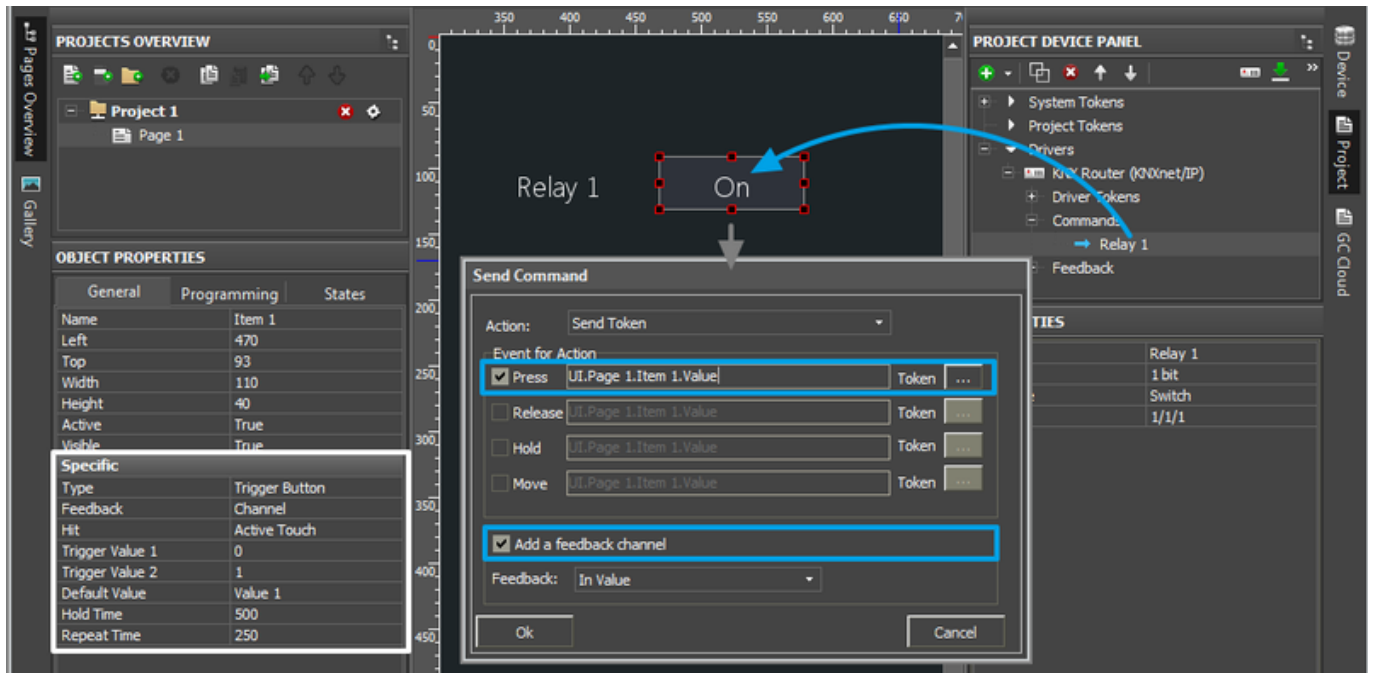 Pages Overview
Gallery
PROJECTS OVERVIEW
Project 1
Page 1
OBJECT PROPERTIES
General Programming States
Name Item 1
Left 470
Top 93
Width 110
Height 40
Active True
Visible True
Specific
Type Trigger Button
Feedback Channel
Hit Active Touch
Trigger Value 1 0
Trigger Value 2 1
Default Value Value 1
Hold Time 500
Repeat Time 250
350 400 450 500 550 600 650
0
50
100
150
200
250
300
350
400
450
Relay 1 On
Send Command
Action: Send Token
Event for Action
Press UI.Page 1.Item 1.Value Token ...
Release UI.Page 1.Item 1.Value Token ...
Hold UI.Page 1.Item 1.Value Token ...
Move UI.Page 1.Item 1.Value Token ...
Add a feedback channel
Feedback: In Value
Ok Cancel
PROJECT DEVICE PANEL
System Tokens
Project Tokens
Drivers
KNX Router (KNXnet/IP)
Driver Tokens
Commands
Relay 1
Feedback
TIES
Relay 1
1 bit
Switch
1/1/1
Device
Project
GC Cloud